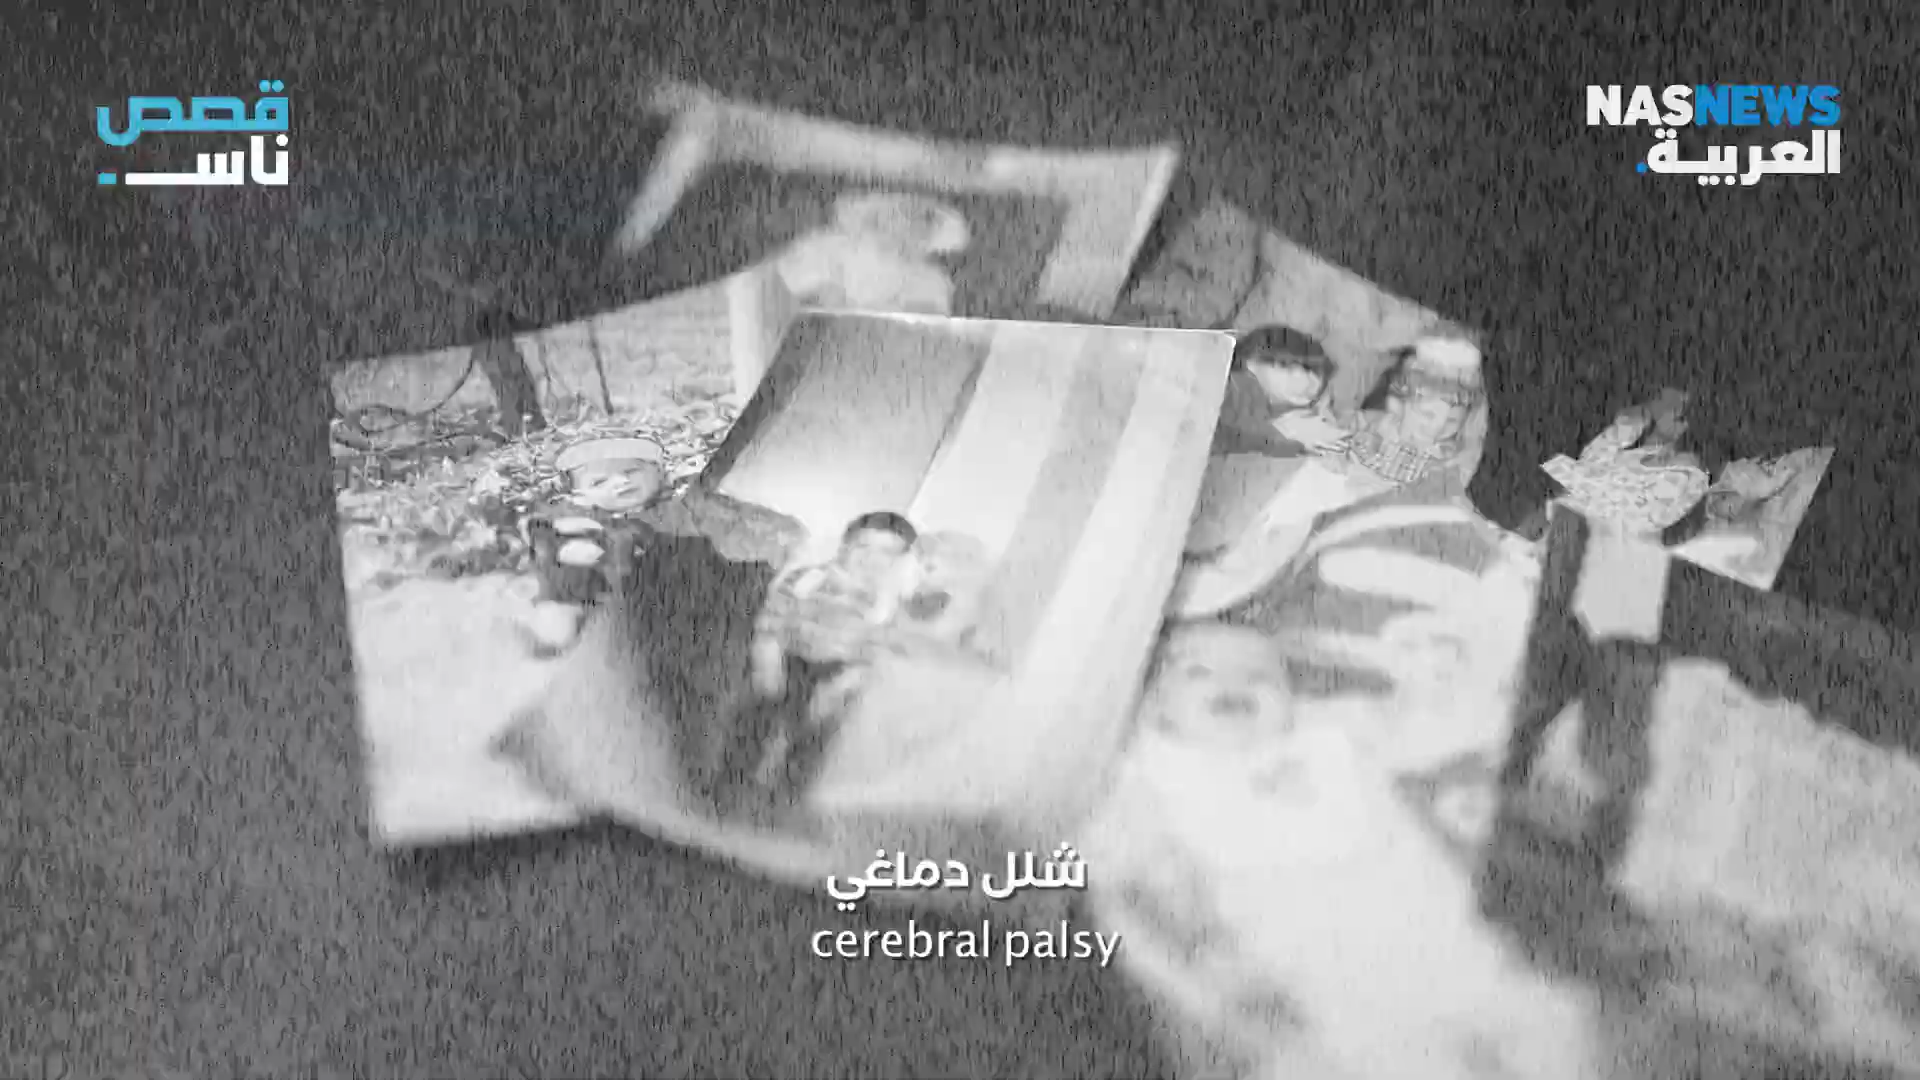 قصص
ناس
NASNEWS
العربية
شلل دماغي
cerebral palsy